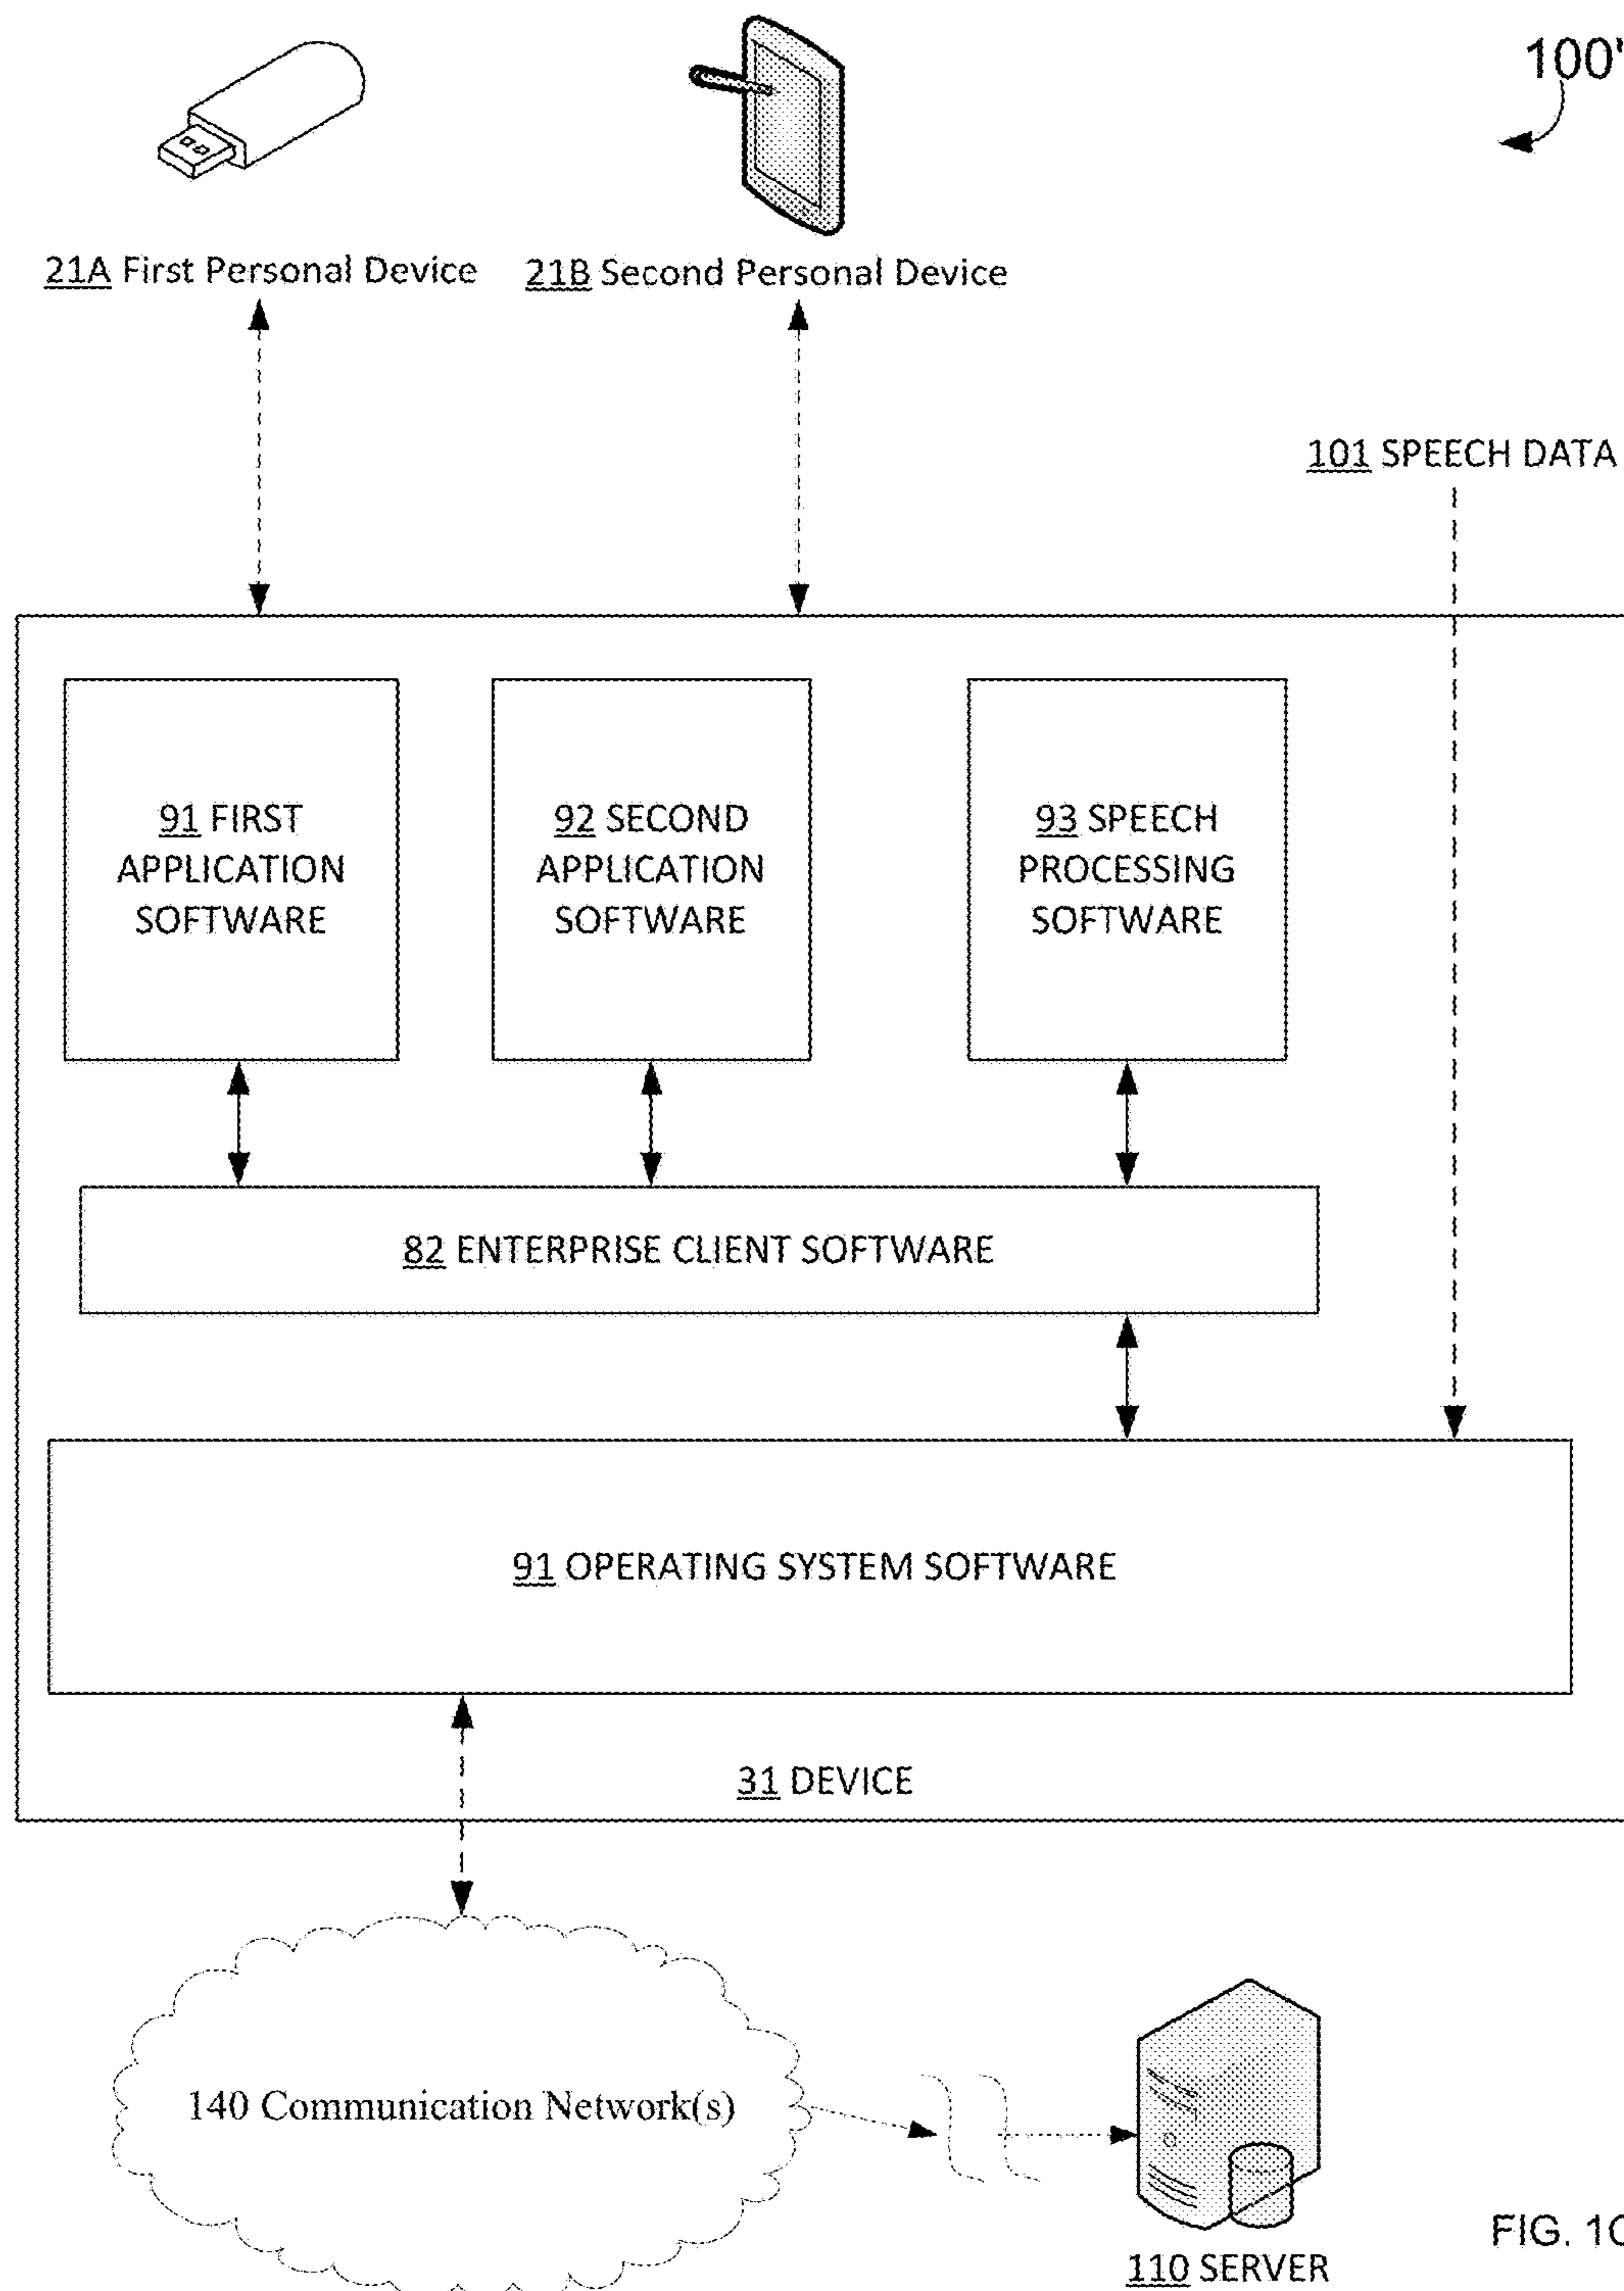 100'
21A First Personal Device
21B Second Personal Device
101 SPEECH DATA
91 FIRST
APPLICATION
SOFTWARE
92 SECOND
APPLICATION
SOFTWARE
93 SPEECH
PROCESSING
SOFTWARE
82 ENTERPRISE CLIENT SOFTWARE
91 OPERATING SYSTEM SOFTWARE
31 DEVICE
140 Communication Network(s)
110 SERVER
FIG. 1C